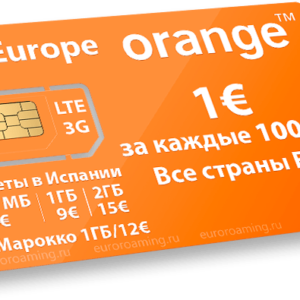 Europe orange™
LTE
3G
1€
за каждые 100
Все страны
в Испании
МБ | 1ГБ | 2ГБ
€ 9€ 15€
Марокко 1ГБ/12€
euroroaming.ru
euroroaming.ru